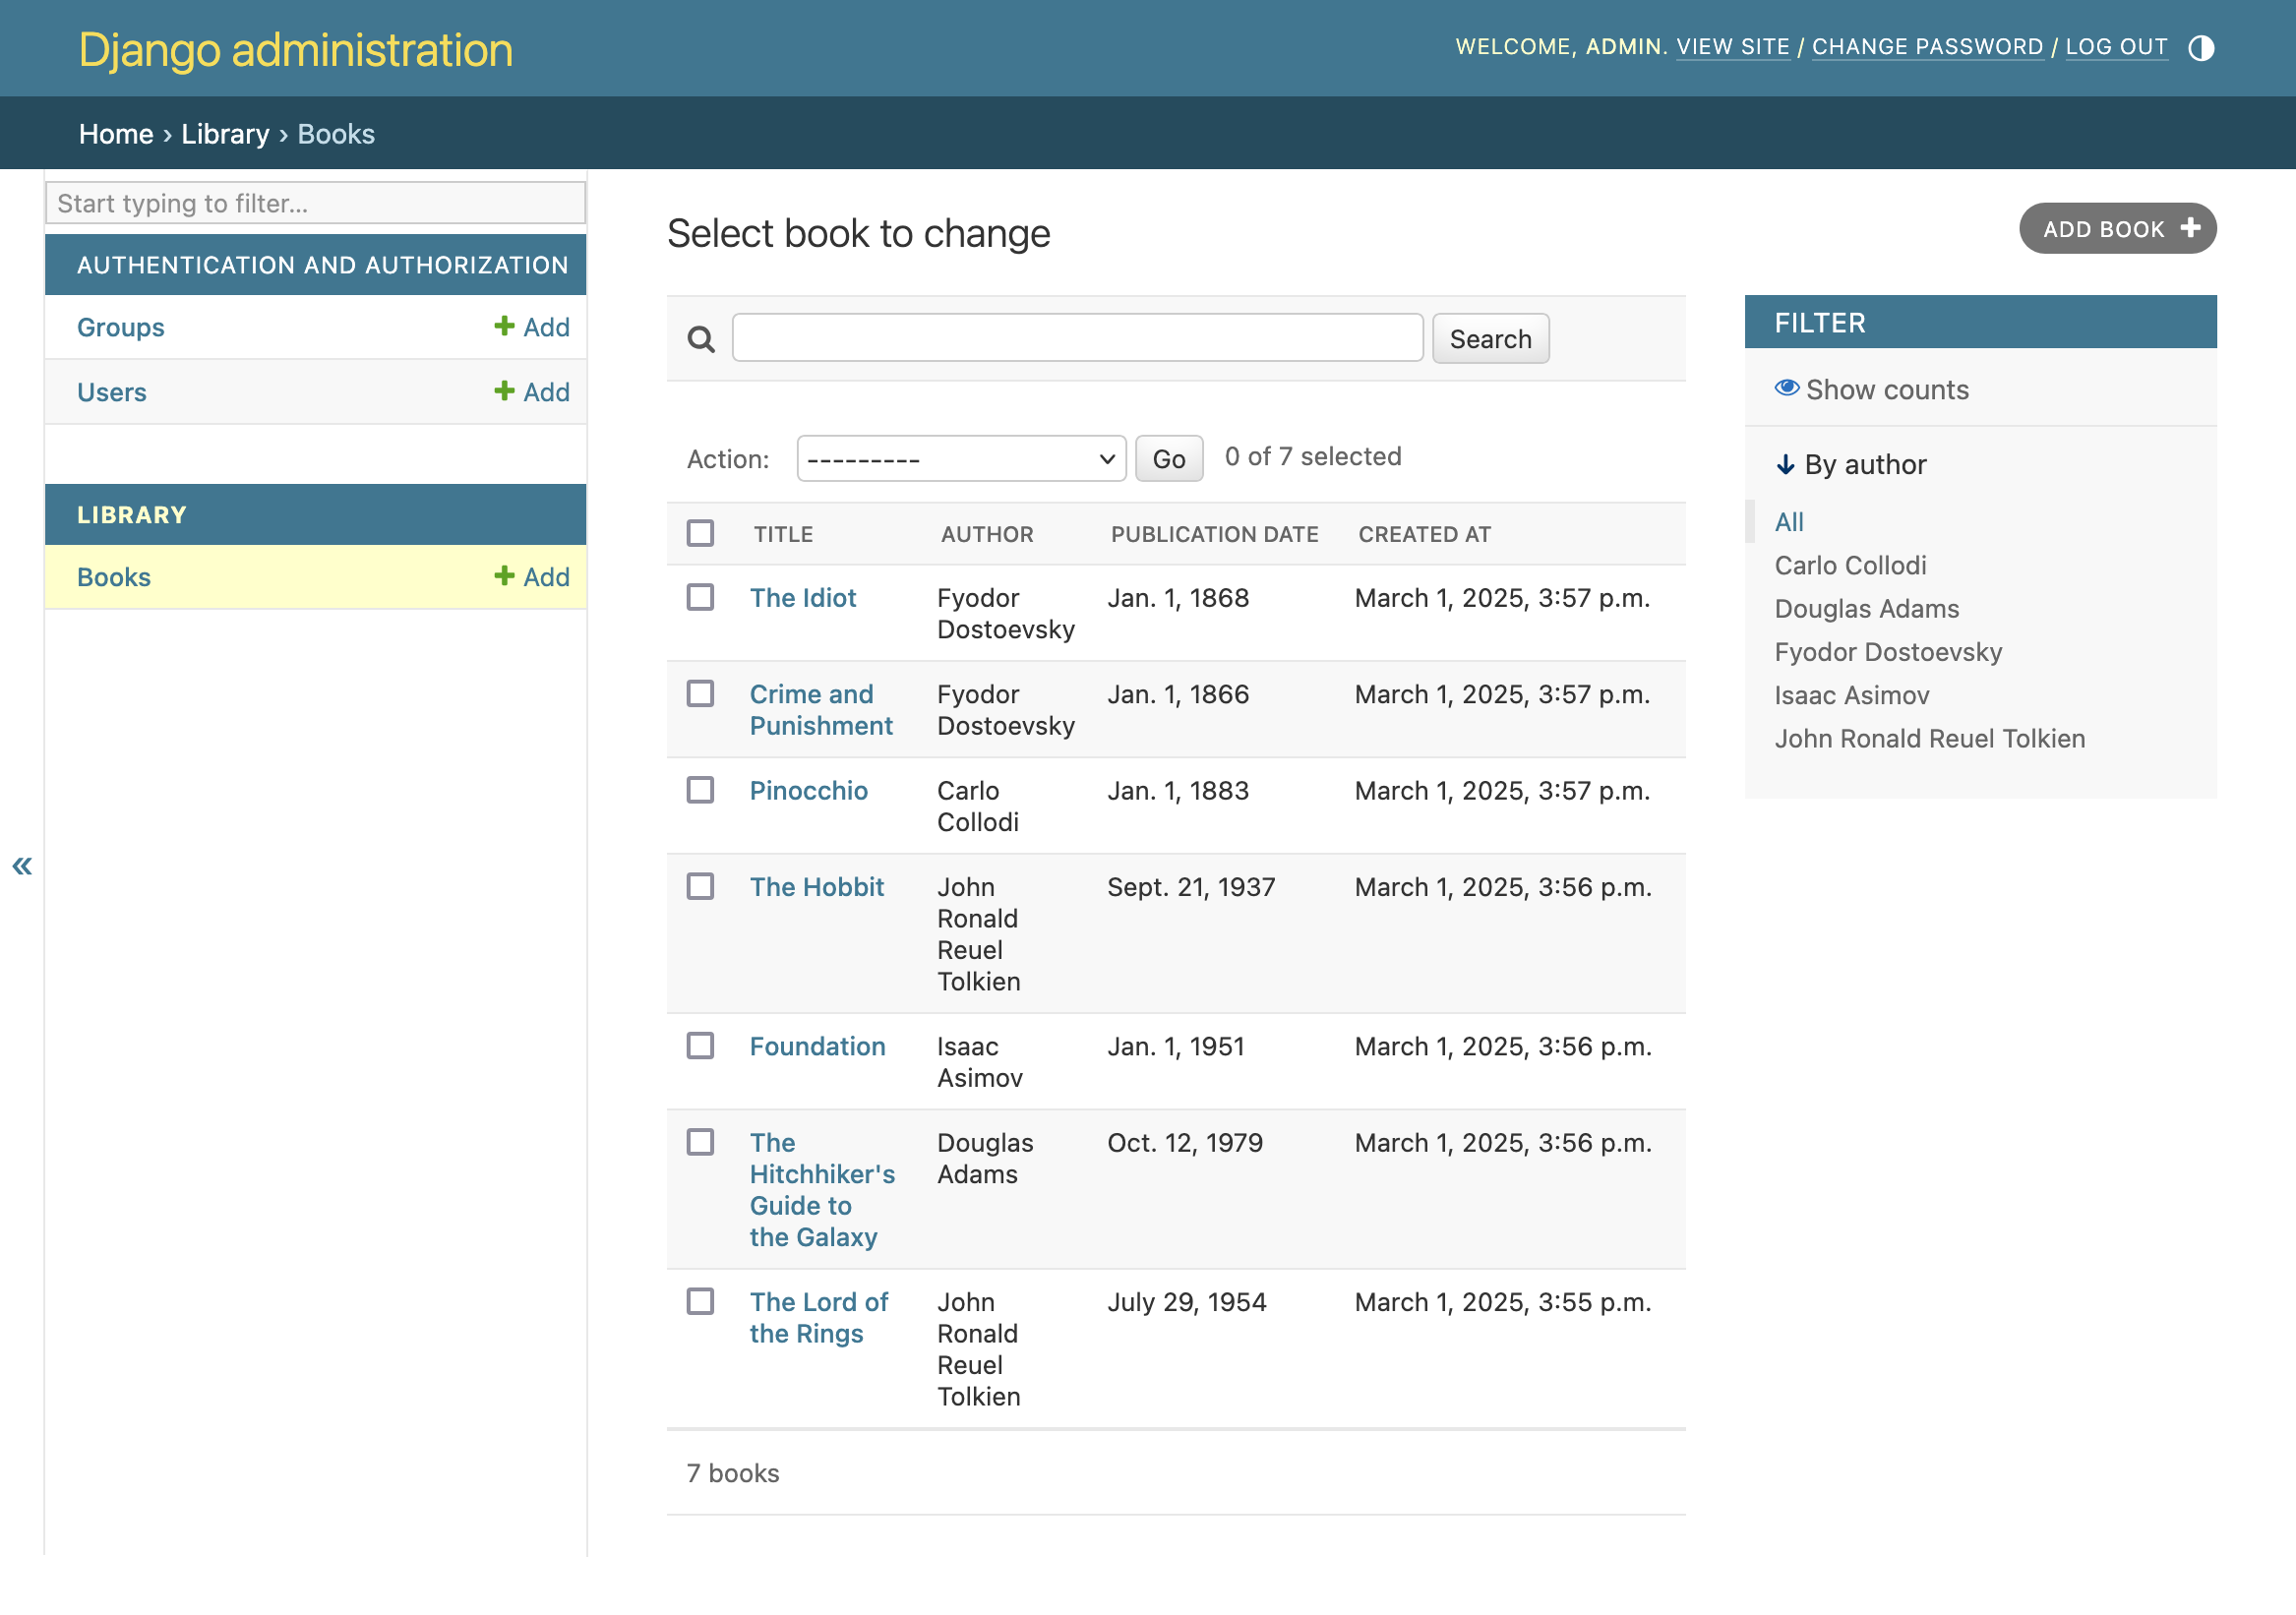 Django administration
WELCOME, ADMIN. VIEW SITE / CHANGE PASSWORD / LOG OUT
Home › Library › Books
Start typing to filter...
AUTHENTICATION AND AUTHORIZATION
Groups Add
Users Add
LIBRARY
Books Add
«
Select book to change
ADD BOOK
Search
Action: --------- Go 0 of 7 selected
TITLE AUTHOR PUBLICATION DATE CREATED AT
The Idiot Fyodor Jan. 1, 1868 March 1, 2025, 3:57 p.m.
Dostoevsky
Crime and Fyodor Jan. 1, 1866 March 1, 2025, 3:57 p.m.
Punishment Dostoevsky
Pinocchio Carlo Jan. 1, 1883 March 1, 2025, 3:57 p.m.
Collodi
The Hobbit John Sept. 21, 1937 March 1, 2025, 3:56 p.m.
Ronald
Reuel
Tolkien
Foundation Isaac Jan. 1, 1951 March 1, 2025, 3:56 p.m.
Asimov
The Douglas Oct. 12, 1979 March 1, 2025, 3:56 p.m.
Hitchhiker's Adams
Guide to
the Galaxy
The Lord of John July 29, 1954 March 1, 2025, 3:55 p.m.
the Rings Ronald
Reuel
Tolkien
7 books
FILTER
Show counts
By author
All
Carlo Collodi
Douglas Adams
Fyodor Dostoevsky
Isaac Asimov
John Ronald Reuel Tolkien